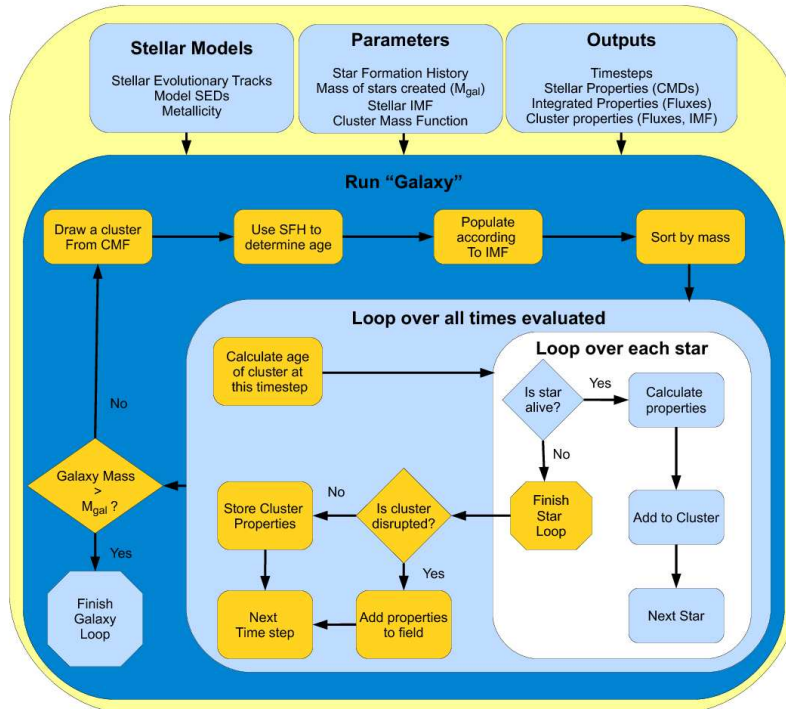 Stellar Models
Stellar Evolutionary Tracks
Model SEDs
Metallicity
Parameters
Star Formation History
Mass of stars created (Mgal)
Stellar IMF
Cluster Mass Function
Outputs
Timesteps
Stellar Properties (CMDs)
Integrated Properties (Fluxes)
Cluster properties (Fluxes, IMF)
Run “Galaxy”
Draw a cluster
From CMF
Use SFH to
determine age
Populate
according
To IMF
Sort by mass
Loop over all times evaluated
Calculate age
of cluster at
this timestep
Loop over each star
Is star
alive?
Yes
Calculate
properties
No
Add to Cluster
Next Star
Finish
Star
Loop
Is cluster
disrupted?
No
Store Cluster
Properties
Yes
Add properties
to field
Next
Time step
Galaxy Mass
>
Mgal ?
No
Yes
Finish
Galaxy
Loop